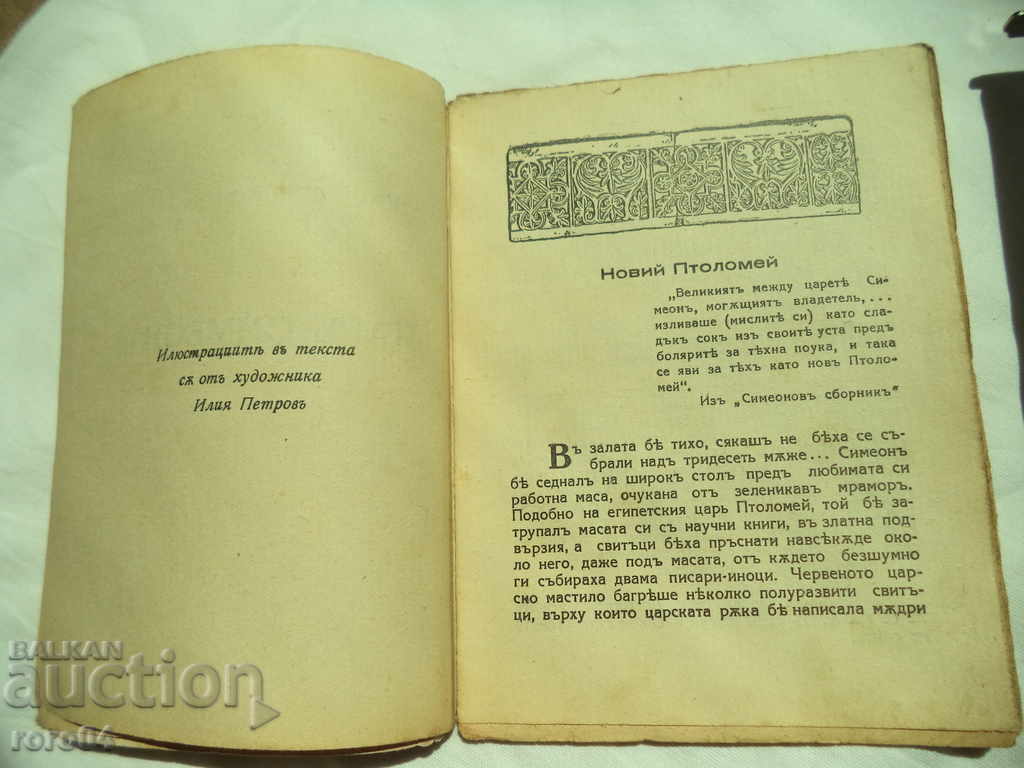 Илюстрациитѣ въ текста
сѫ отъ художника
Илия Петровъ
Новий Птоломей
„Великиятъ между царетѣ Си-
меонъ, могѫщиятъ владетель,...
изливаше (мислитѣ си) като сла-
дъкъ сокъ изъ своитѣ уста предъ
боляритѣ за тѣхна поука, и така
се яви за тѣхъ като новъ Птоло-
мей“.
Изъ „Симеоновъ сборникъ“
Въ залата бѣ тихо, сякашъ не бѣха се съ-
брали надъ тридесеть мѫже... Симеонъ
бѣ седналъ на широкъ столъ предъ любимата си
работна маса, очукана отъ зеленикавъ мраморъ.
Подобно на египетския царь Птоломей, той бѣ за-
трупалъ масата си съ научни книги, въ златна под-
вързия, а свитъци бѣха пръснати навсѣкѫде око-
ло него, даже подъ масата, отъ кѫдето безшумно
ги събираха двама писари-иноци. Червеното цар-
ско мастило багрѣше нѣколко полуразвити свитъ-
ци, върху които царската рѫка бѣ написала мѫдри
BALKAN
auction
roro04